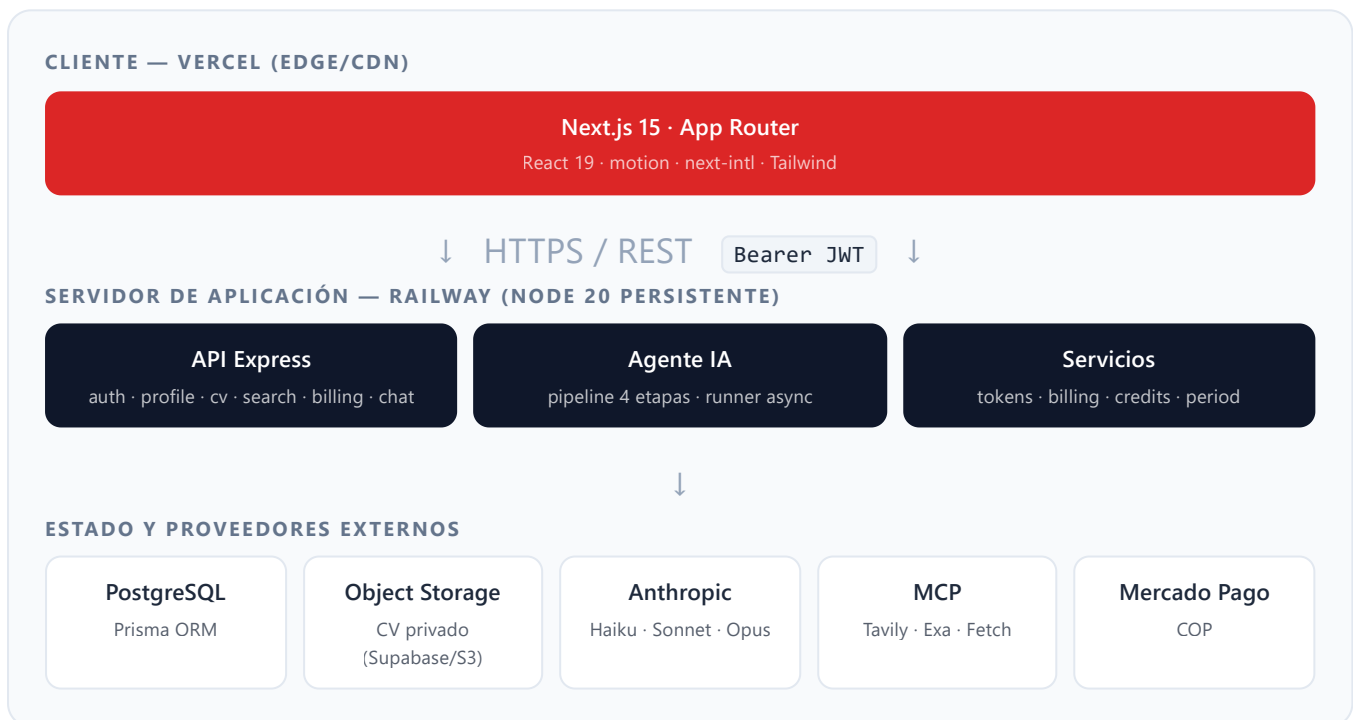 CLIENTE — VERCEL (EDGE/CDN)
Next.js 15 · App Router
React 19 · motion · next-intl · Tailwind
↓ HTTPS / REST Bearer JWT ↓
SERVIDOR DE APLICACIÓN — RAILWAY (NODE 20 PERSISTENTE)
API Express
auth · profile · cv · search · billing · chat
Agente IA
pipeline 4 etapas · runner async
Servicios
tokens · billing · credits · period
↓
ESTADO Y PROVEEDORES EXTERNOS
PostgreSQL
Prisma ORM
Object Storage
CV privado
(Supabase/S3)
Anthropic
Haiku · Sonnet · Opus
MCP
Tavily · Exa · Fetch
Mercado Pago
COP